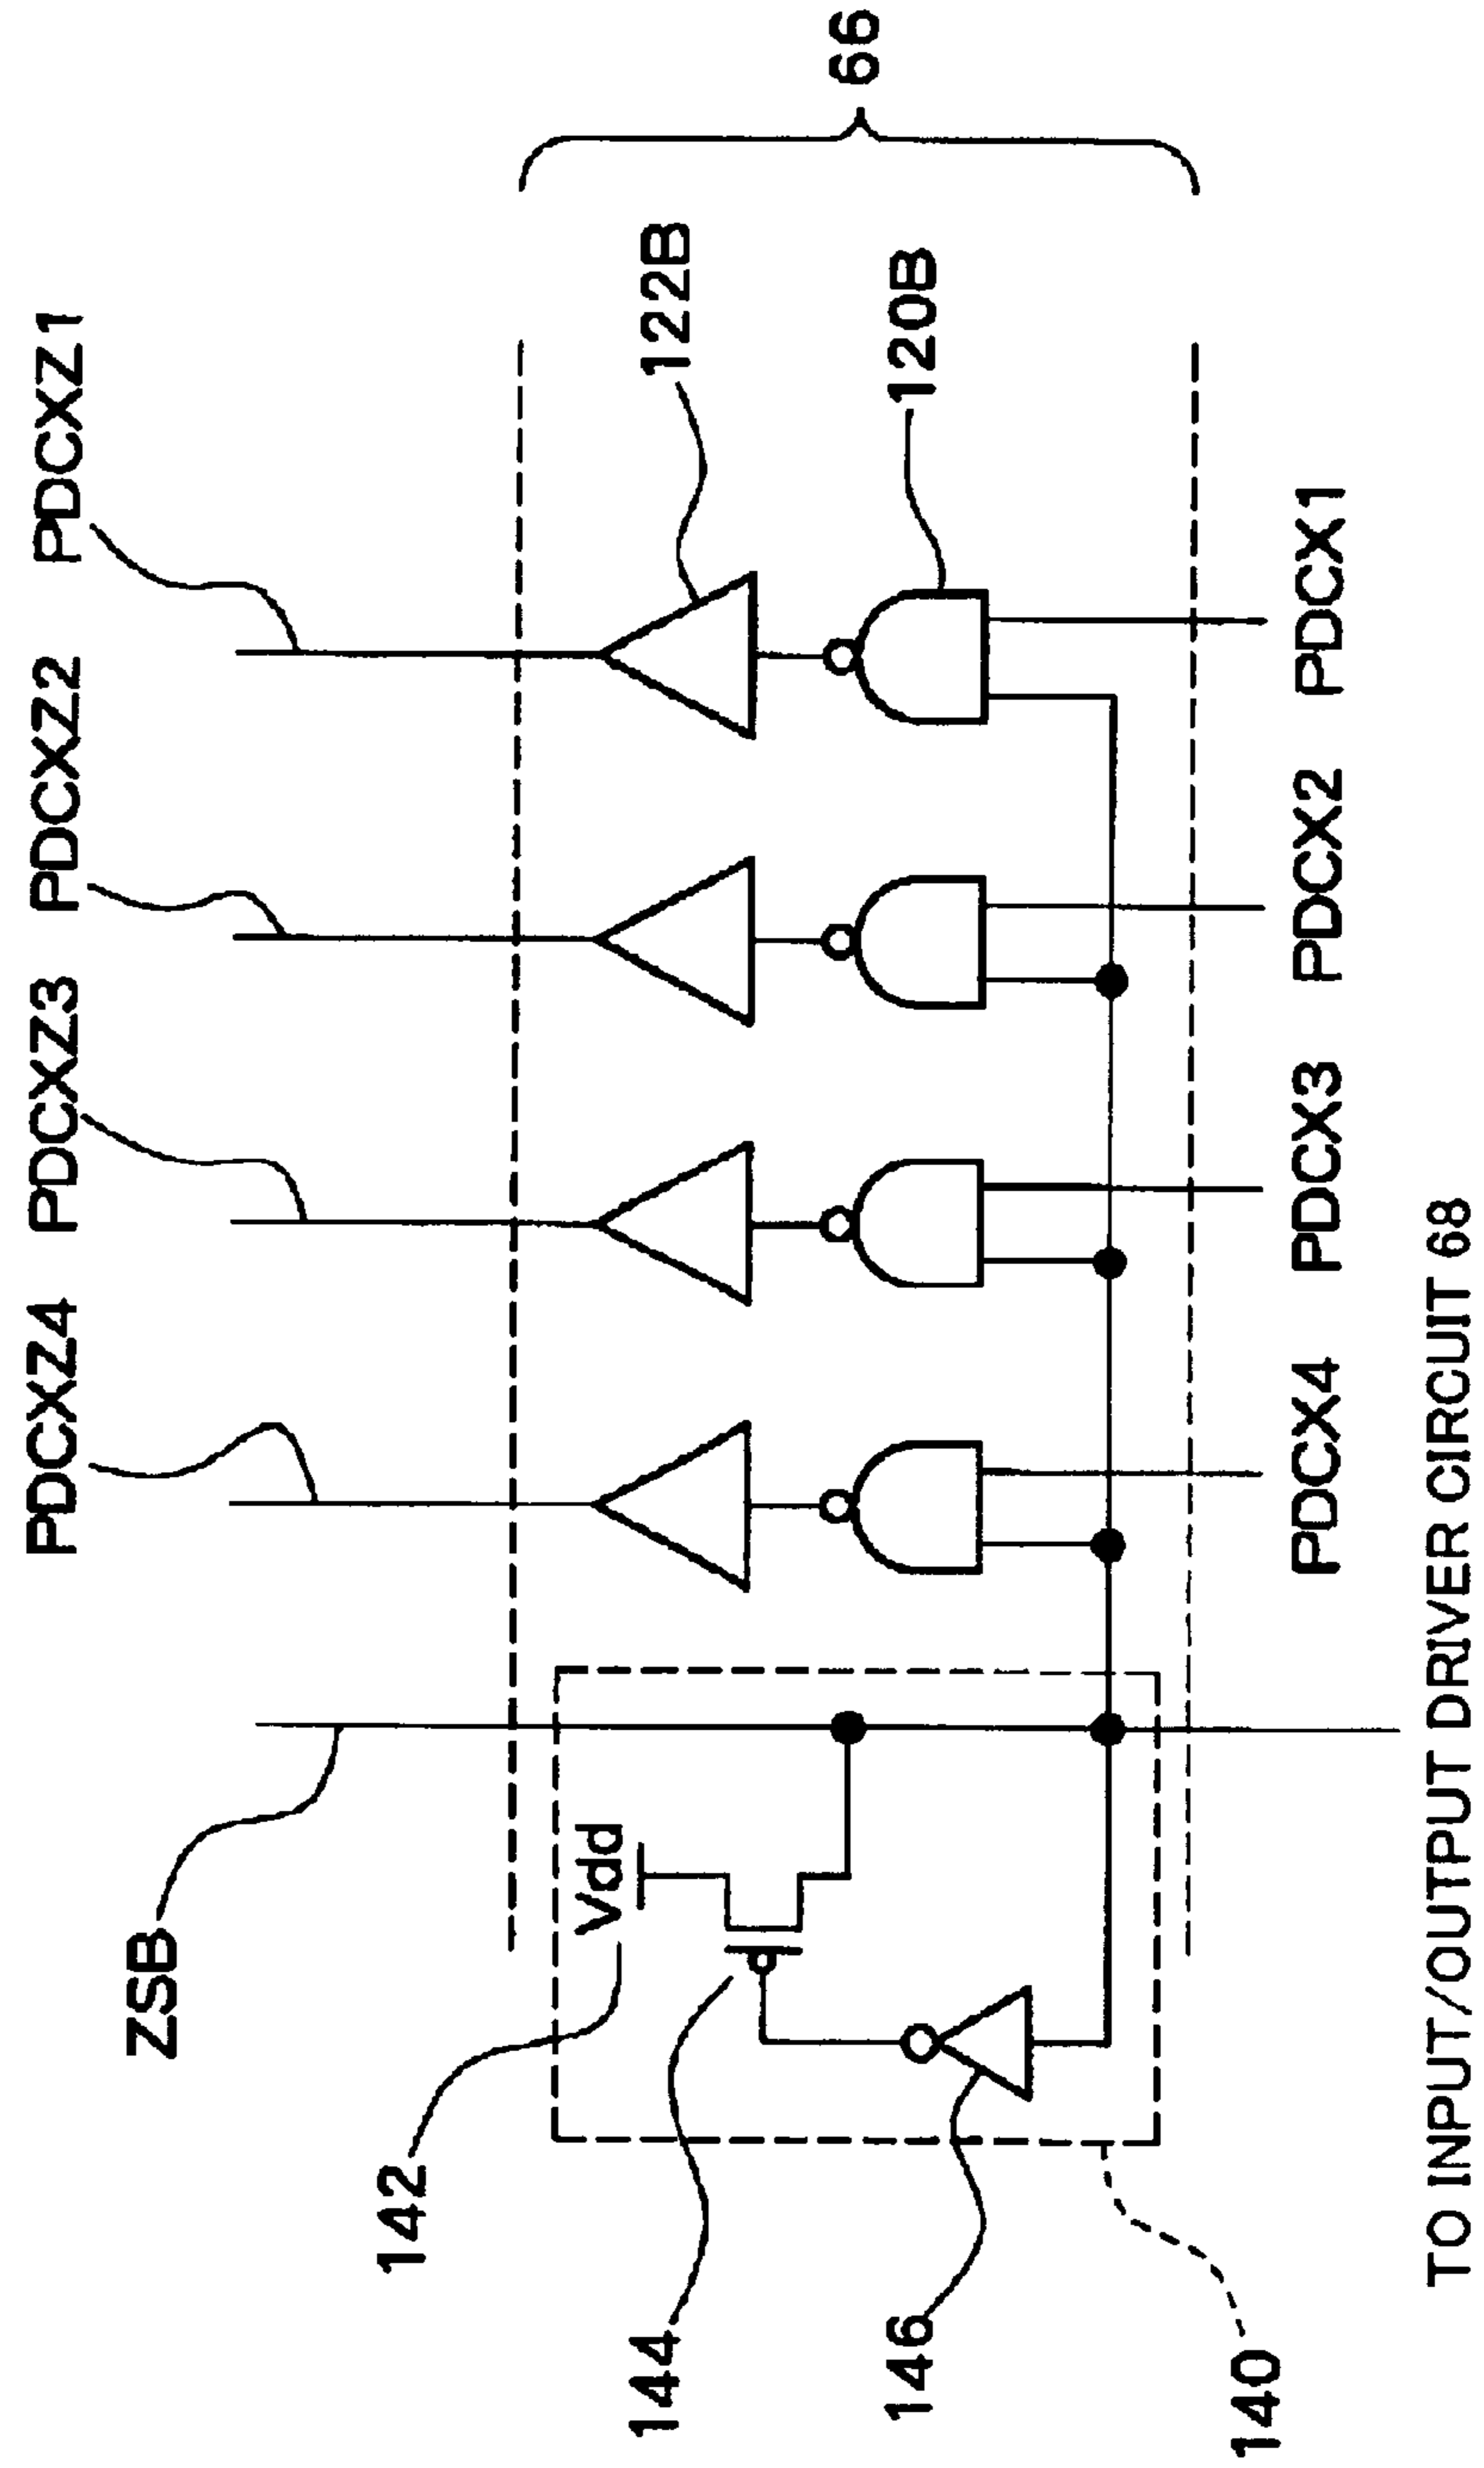 ZSB
PDCXZ4
PDCXZ3
PDCXZ2
PDCXZ1
142
Vdd
144
146
140
122B
120B
66
PDCX4
PDCX3
PDCX2
PDCX1
TO INPUT/OUTPUT DRIVER CIRCUIT 68